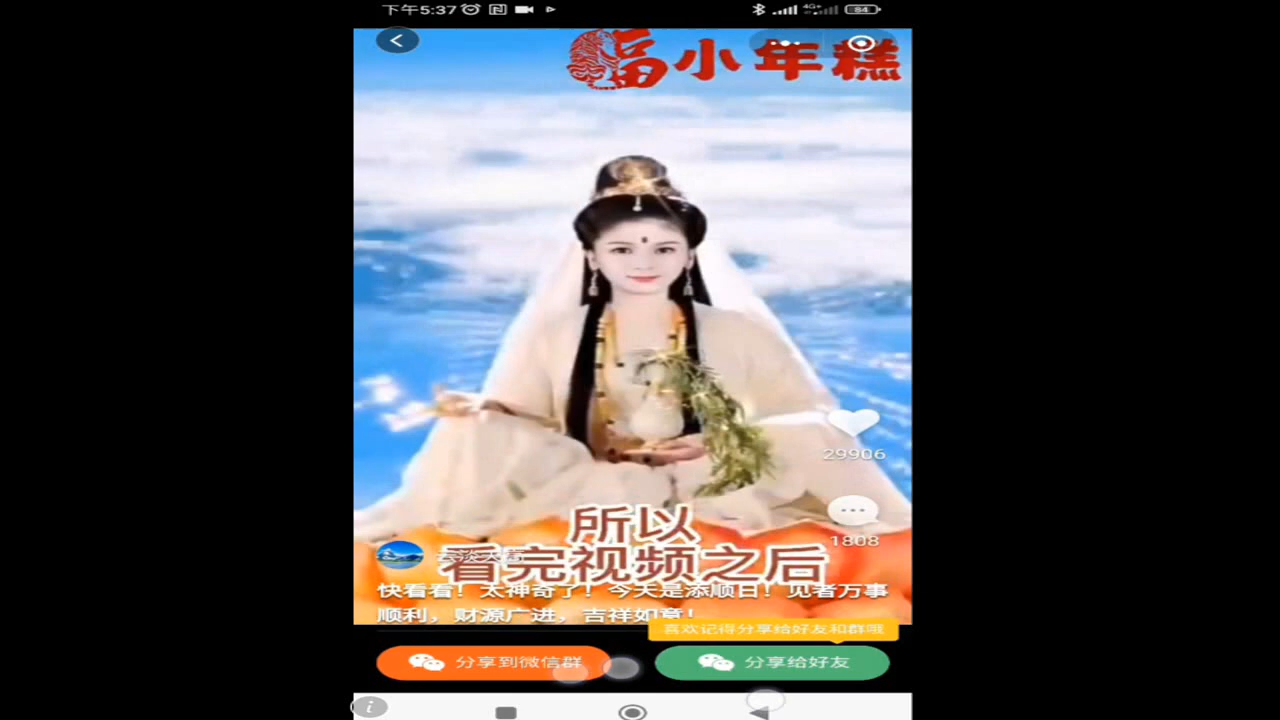 下午5:37
4G+
84
福小年糕
29906
1808
所以
看完视频之后
快看看！太神奇了！今天是添顺日！见者万事
顺利，财源广进，吉祥如意！
喜欢记得分享给好友和群哦
分享到微信群
分享给好友